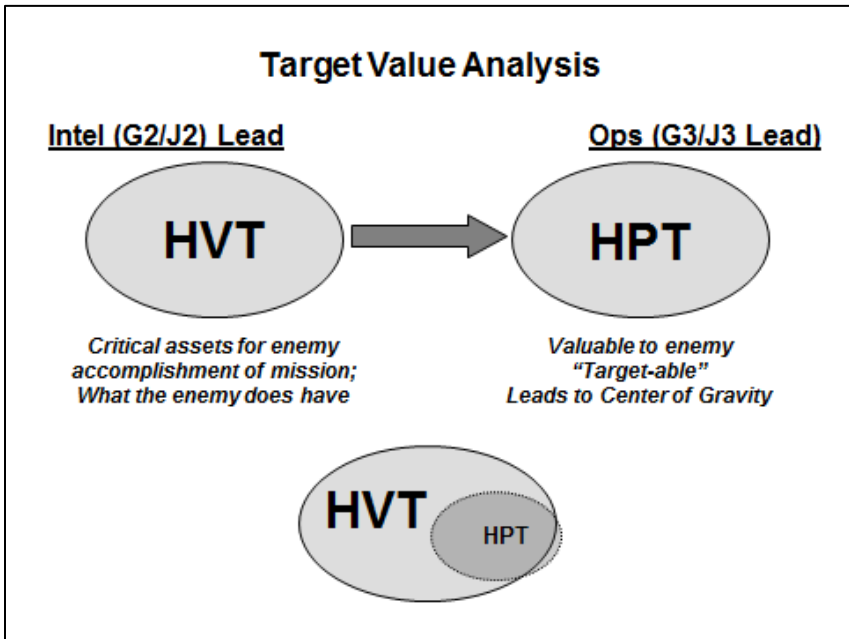 Target Value Analysis
Intel (G2/J2) Lead
Ops (G3/J3 Lead)
HVT
HPT
Critical assets for enemy
accomplishment of mission;
What the enemy does have
Valuable to enemy
“Target-able”
Leads to Center of Gravity
HVT
HPT